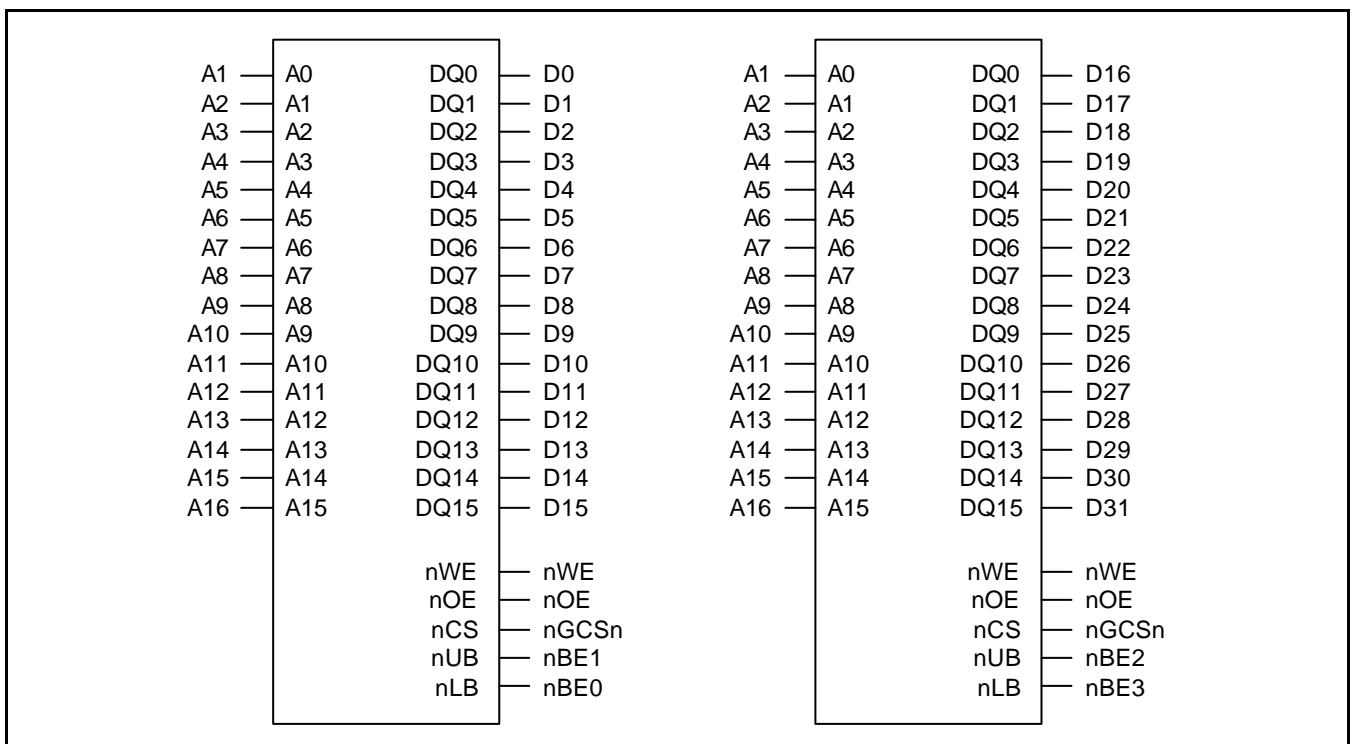 A1 A0 DQ0 D0 A1 A0 DQ0 D16
A2 A1 DQ1 D1 A2 A1 DQ1 D17
A3 A2 DQ2 D2 A3 A2 DQ2 D18
A4 A3 DQ3 D3 A4 A3 DQ3 D19
A5 A4 DQ4 D4 A5 A4 DQ4 D20
A6 A5 DQ5 D5 A6 A5 DQ5 D21
A7 A6 DQ6 D6 A7 A6 DQ6 D22
A8 A7 DQ7 D7 A8 A7 DQ7 D23
A9 A8 DQ8 D8 A9 A8 DQ8 D24
A10 A9 DQ9 D9 A10 A9 DQ9 D25
A11 A10 DQ10 D10 A11 A10 DQ10 D26
A12 A11 DQ11 D11 A12 A11 DQ11 D27
A13 A12 DQ12 D12 A13 A12 DQ12 D28
A14 A13 DQ13 D13 A14 A13 DQ13 D29
A15 A14 DQ14 D14 A15 A14 DQ14 D30
A16 A15 DQ15 D15 A16 A15 DQ15 D31
nWE nWE nWE nWE
nOE nOE nOE nOE
nCS nGCSn nCS nGCSn
nUB nBE1 nUB nBE2
nLB nBE0 nLB nBE3